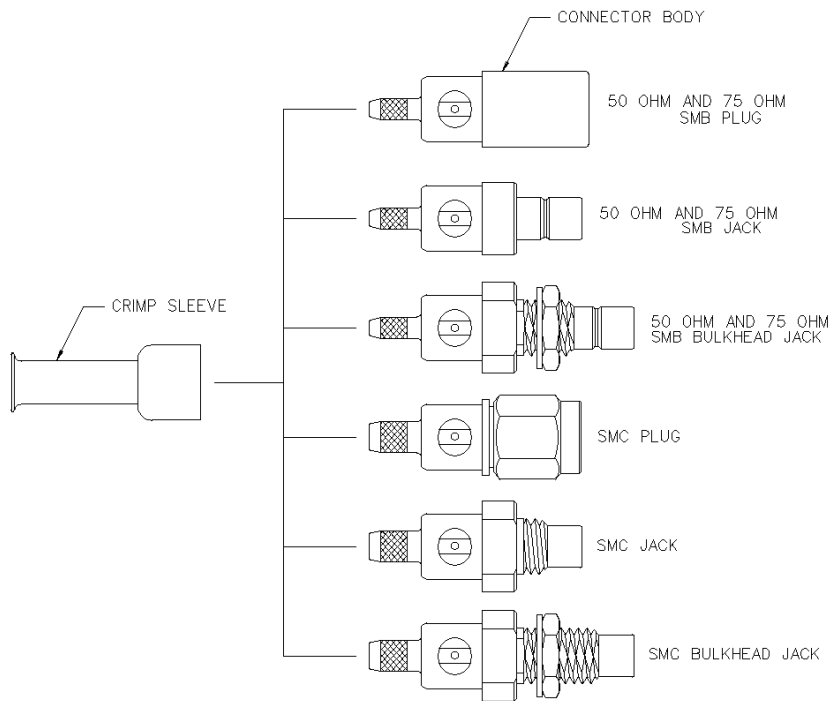 CONNECTOR BODY
50 OHM AND 75 OHM
SMB PLUG
50 OHM AND 75 OHM
SMB JACK
CRIMP SLEEVE
50 OHM AND 75 OHM
SMB BULKHEAD JACK
SMC PLUG
SMC JACK
SMC BULKHEAD JACK